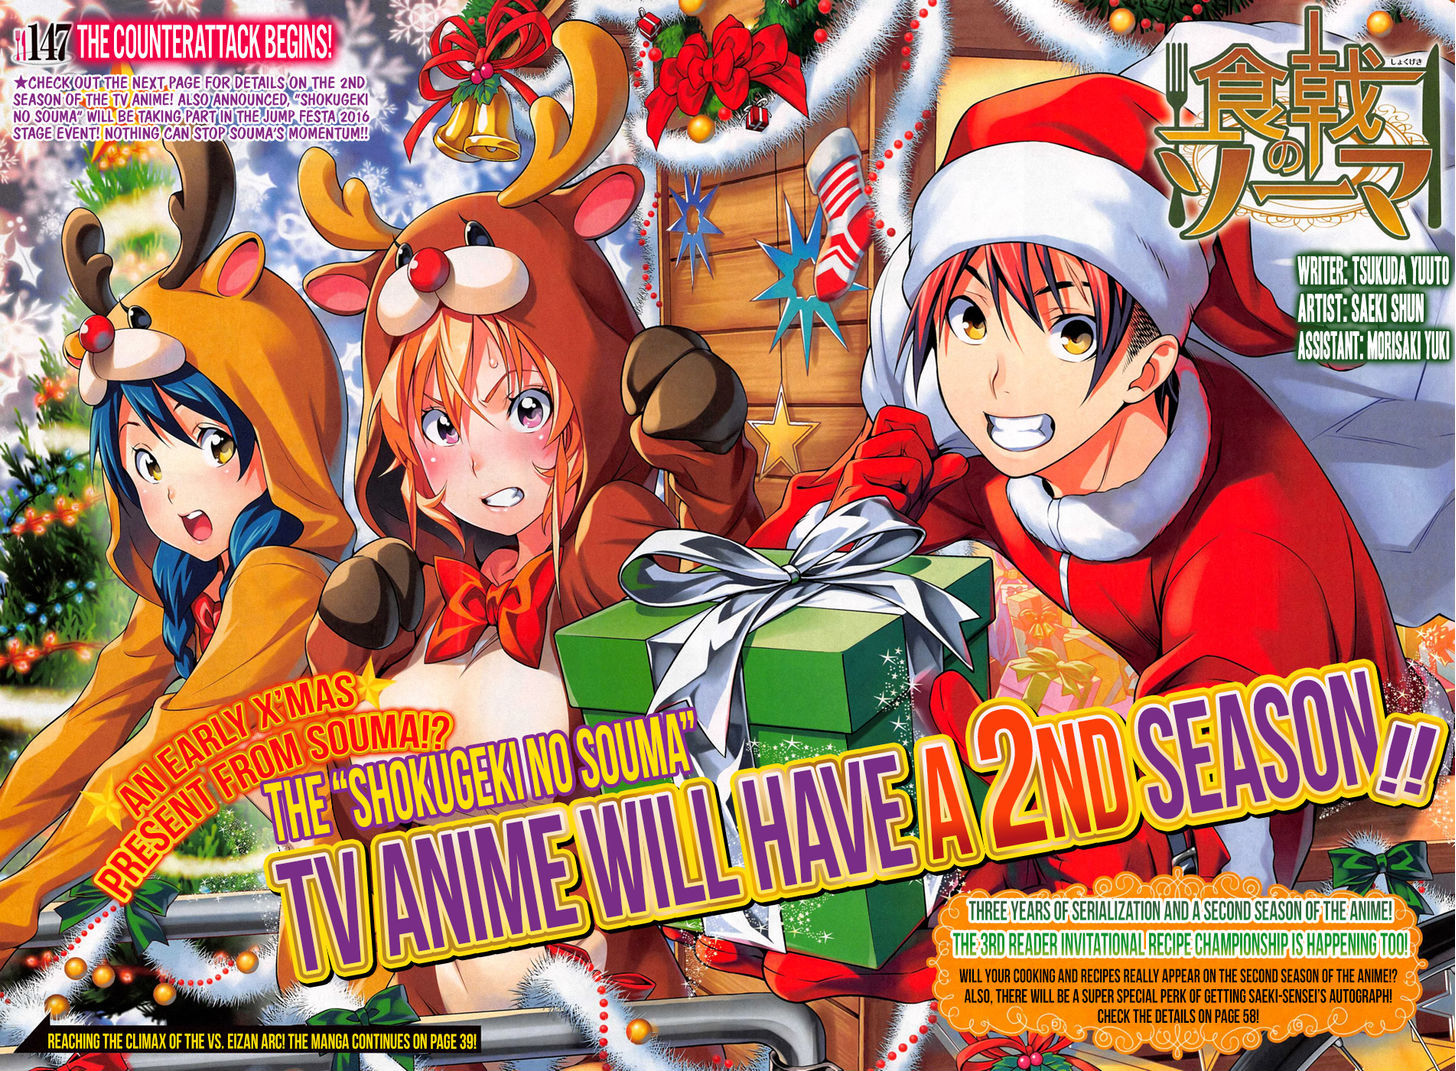 147 THE COUNTERATTACK BEGINS!
★CHECK OUT THE NEXT PAGE FOR DETAILS ON THE 2ND
SEASON OF THE TV ANIME! ALSO ANNOUNCED, "SHOKUGEKI
NO SOUMA" WILL BE TAKING PART IN THE JUMP FESTA 2016
STAGE EVENT! NOTHING CAN STOP SOUMA'S MOMENTUM!!
しょくげき
食戟の
ソーマ
WRITER: TSUKUDA YUUTO
ARTIST: SAEKI SHUN
ASSISTANT: MORISAKI YUKI
AN EARLY X'MAS
PRESENT FROM SOUMA!?
THE "SHOKUGEKI NO SOUMA"
TV ANIME WILL HAVE A 2ND SEASON!!
THREE YEARS OF SERIALIZATION AND A SECOND SEASON OF THE ANIME!
THE 3RD READER INVITATIONAL RECIPE CHAMPIONSHIP IS HAPPENING TOO!
WILL YOUR COOKING AND RECIPES REALLY APPEAR ON THE SECOND SEASON OF THE ANIME!?
ALSO, THERE WILL BE A SUPER SPECIAL PERK OF GETTING SAEKI-SENSEI'S AUTOGRAPH!
CHECK THE DETAILS ON PAGE 58!
REACHING THE CLIMAX OF THE VS. EIZAN ARC! THE MANGA CONTINUES ON PAGE 39!